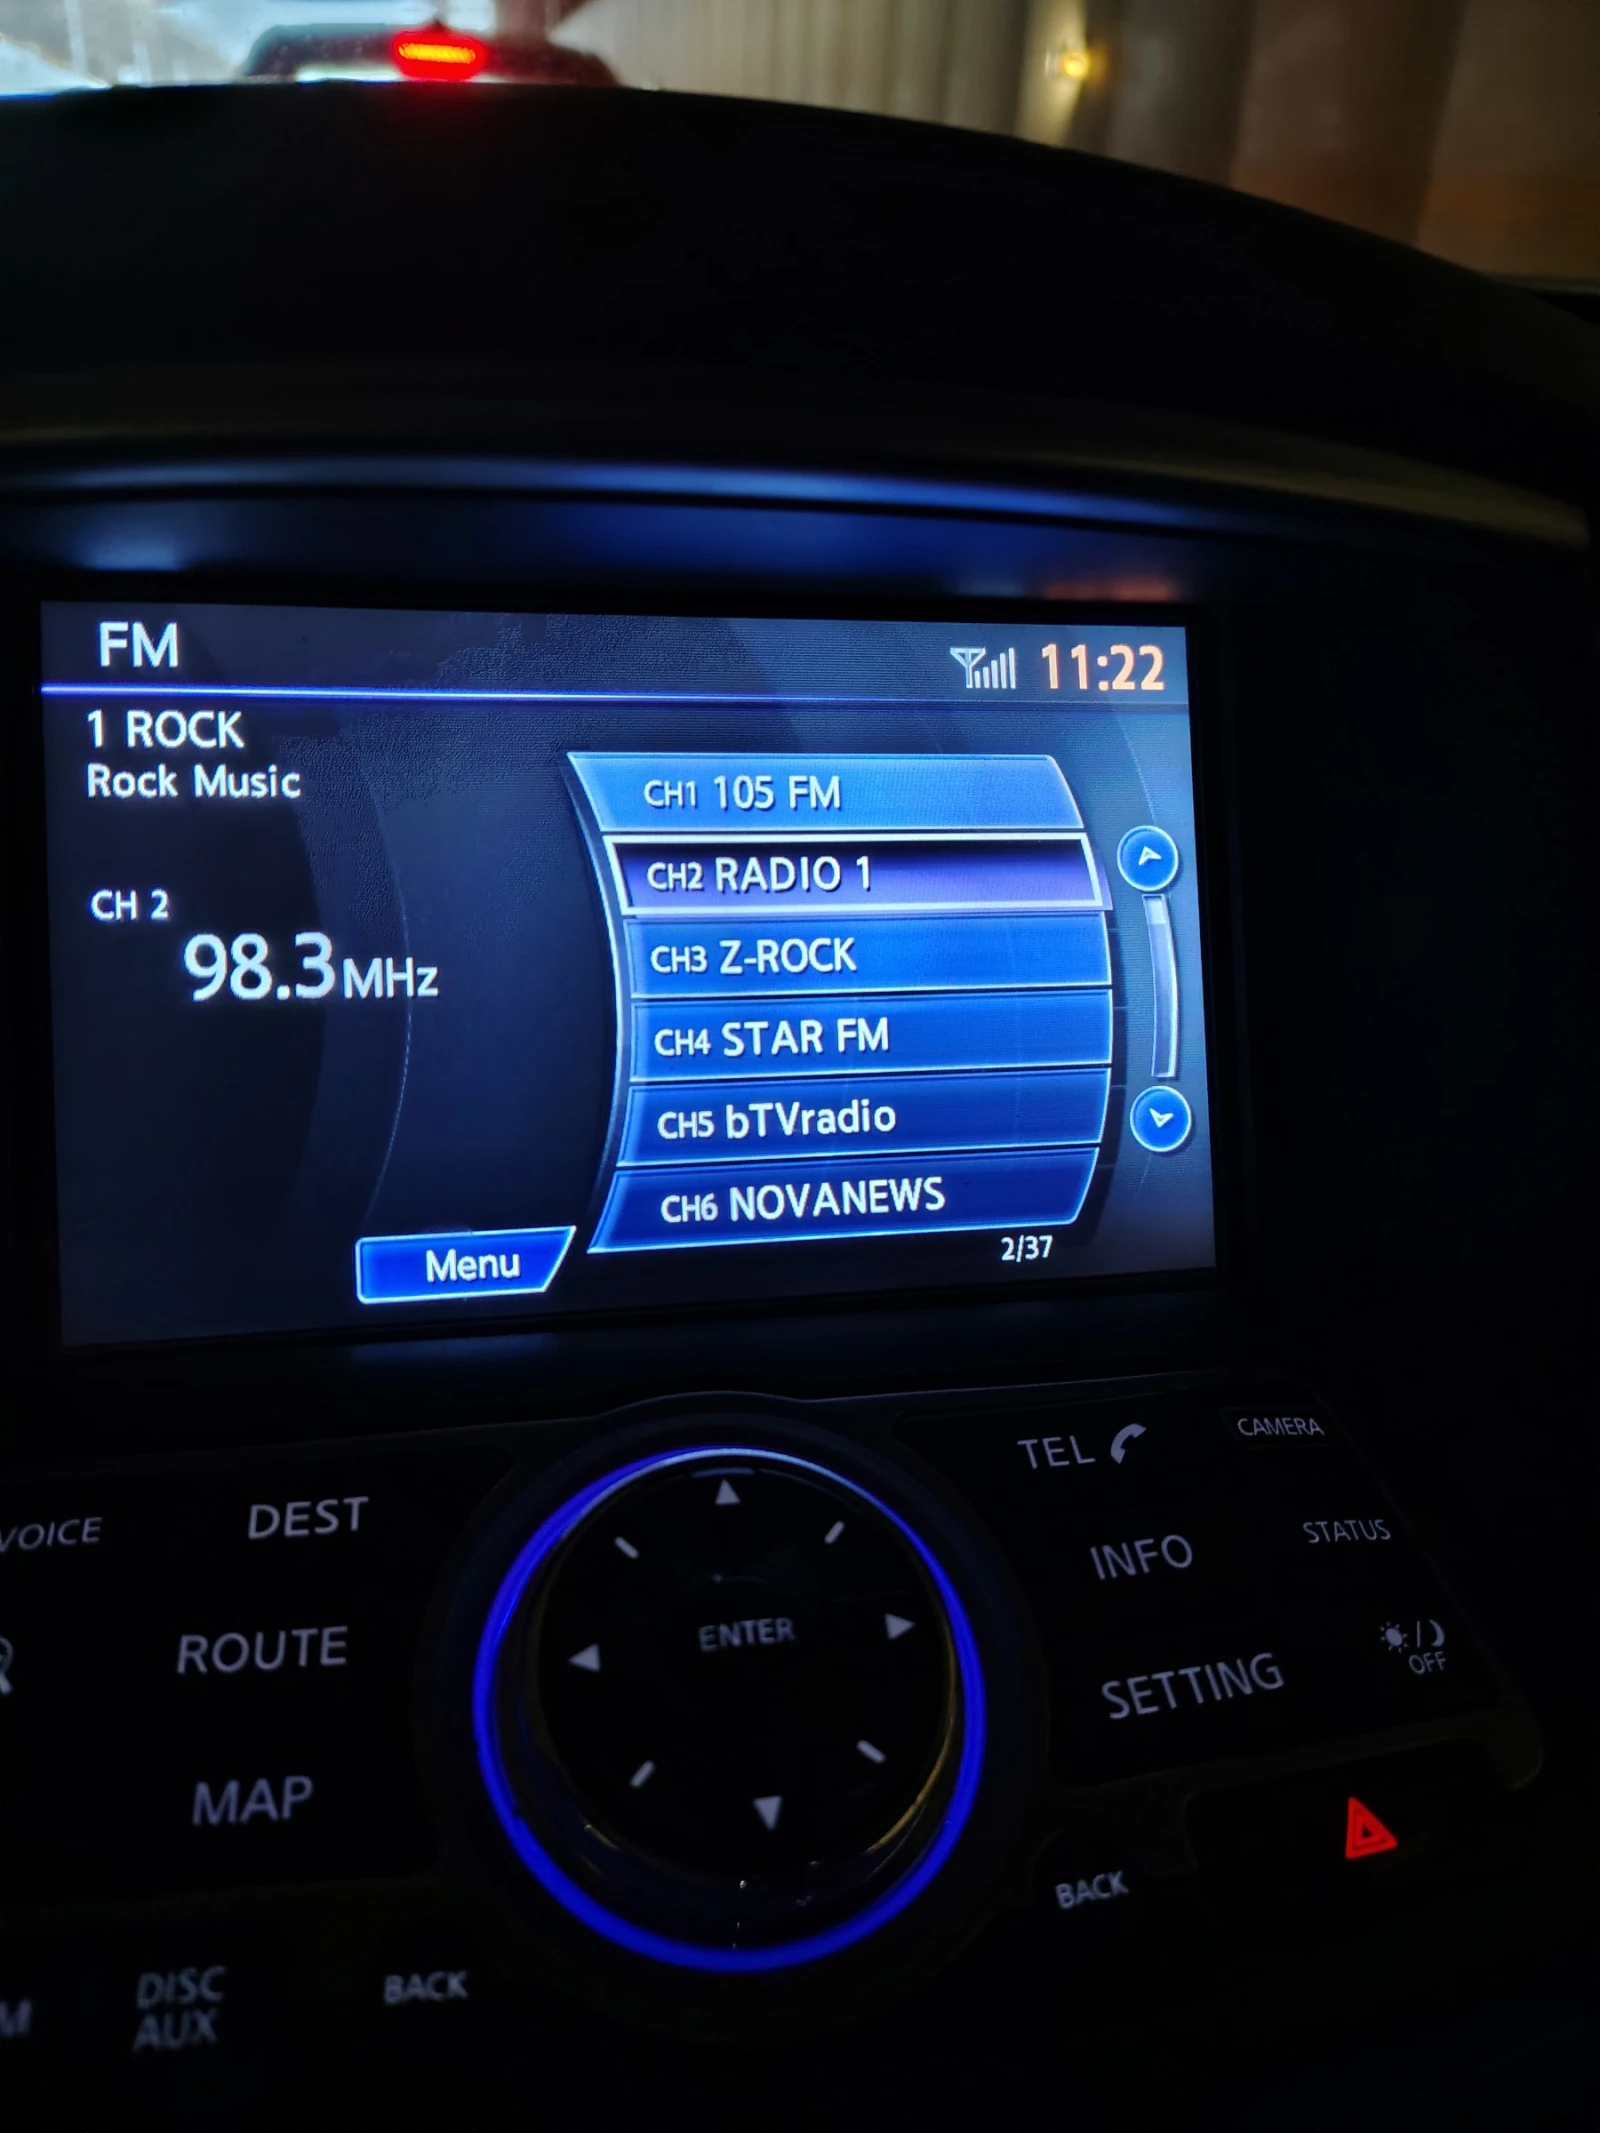 FM
11:22
1 ROCK
Rock Music
CH 2
98.3MHz
CH1 105 FM
CH2 RADIO 1
CH3 Z-ROCK
CH4 STAR FM
CH5 bTVradio
CH6 NOVANEWS
2/37
Menu
TEL
CAMERA
VOICE
DEST
INFO
STATUS
ENTER
ROUTE
SETTING
OFF
MAP
BACK
DISC
AUX
BACK